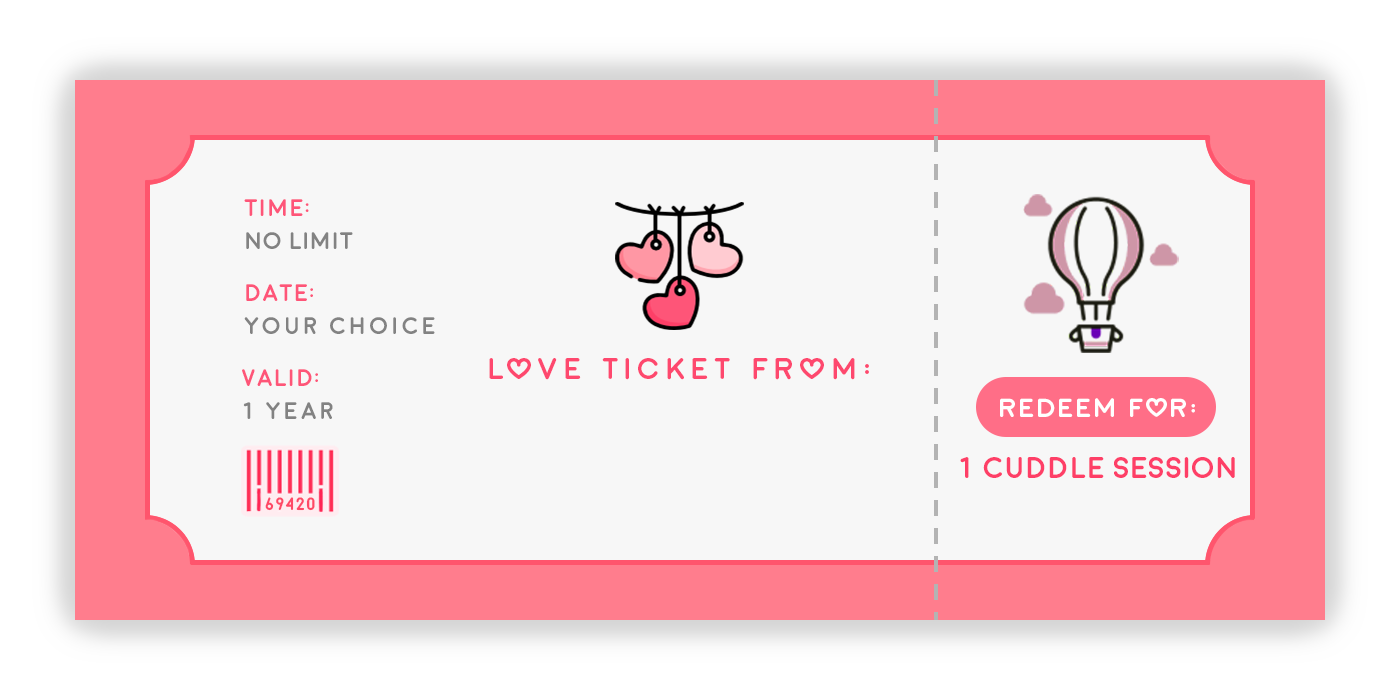 TIME:
NO LIMIT
DATE:
YOUR CHOICE
VALID:
1 YEAR
69420
LOVE TICKET FROM:
REDEEM FOR:
1 CUDDLE SESSION